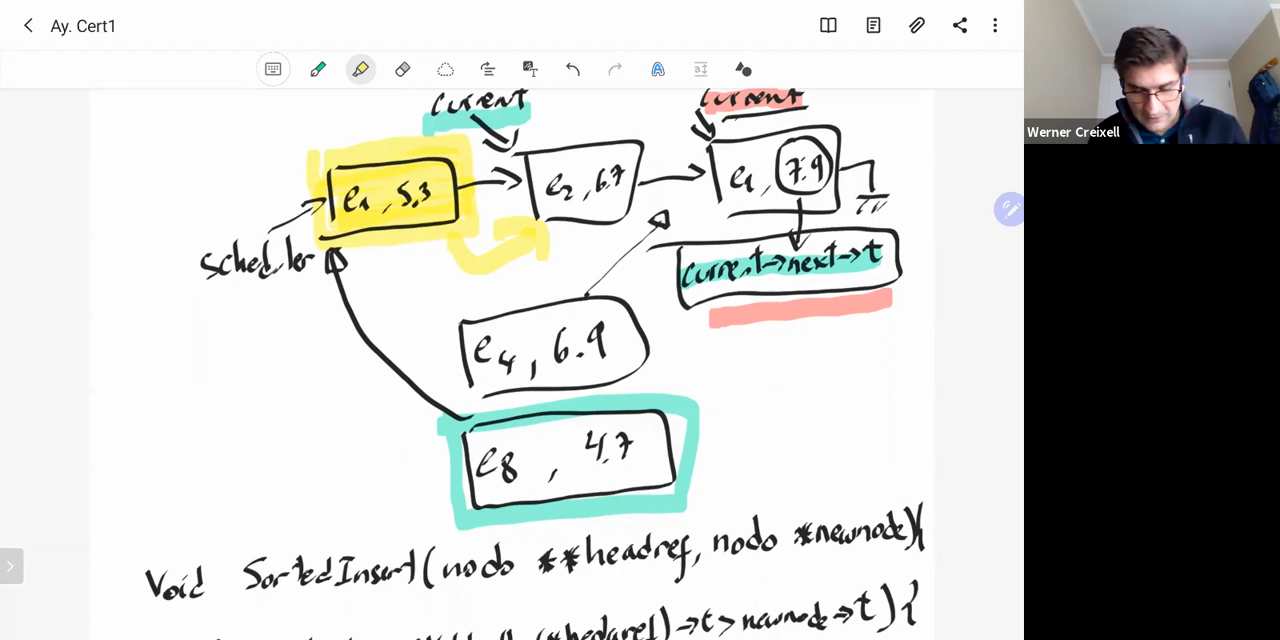 Ay. Cert1
Current
Current
e1, 5.3
e2, 6.7
e1, 7.9
Scheduler
Current→next→t
e4, 6.9
e8, 4.7
Void SortedInsert(nodo **headref, nodo *newnode){
→t>newnode→t){
Werner Creixell